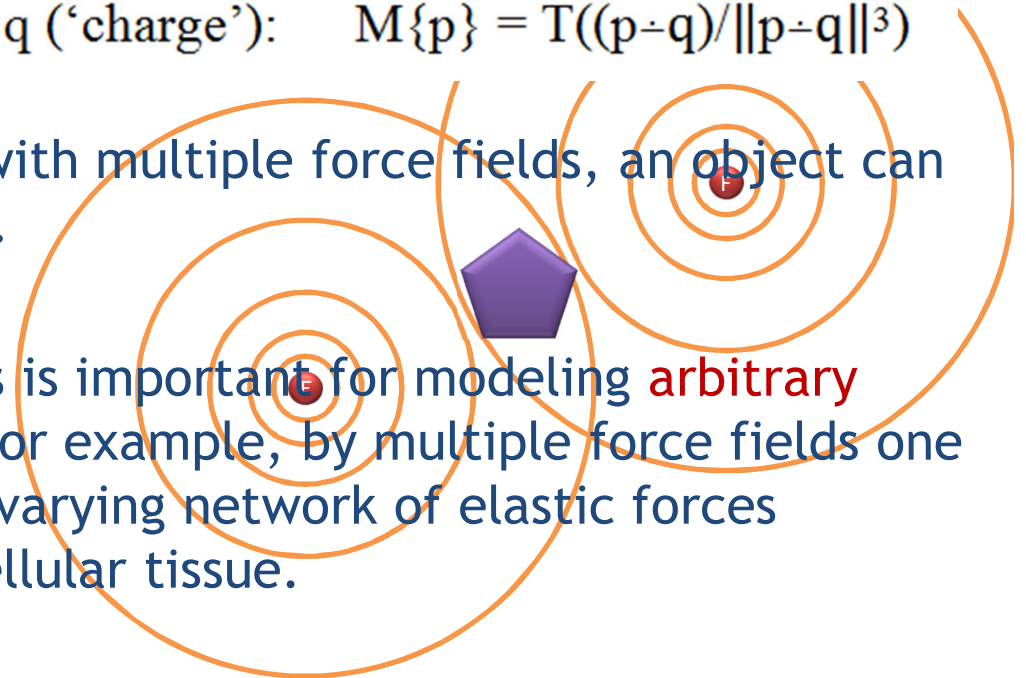 q (‘charge’): M{p} = T((p÷q)/||p÷q||³)
with multiple force fields, an object can
F
.
is important for modeling arbitrary
F
or example, by multiple force fields one
varying network of elastic forces
ellular tissue.